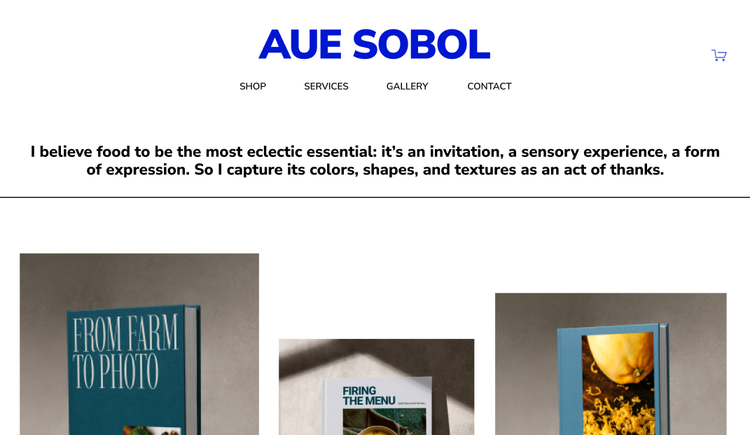 AUE SOBOL
SHOP SERVICES GALLERY CONTACT
I believe food to be the most eclectic essential: it’s an invitation, a sensory experience, a form
of expression. So I capture its colors, shapes, and textures as an act of thanks.
FROM FARM
TO PHOTO
FIRING
THE MENU